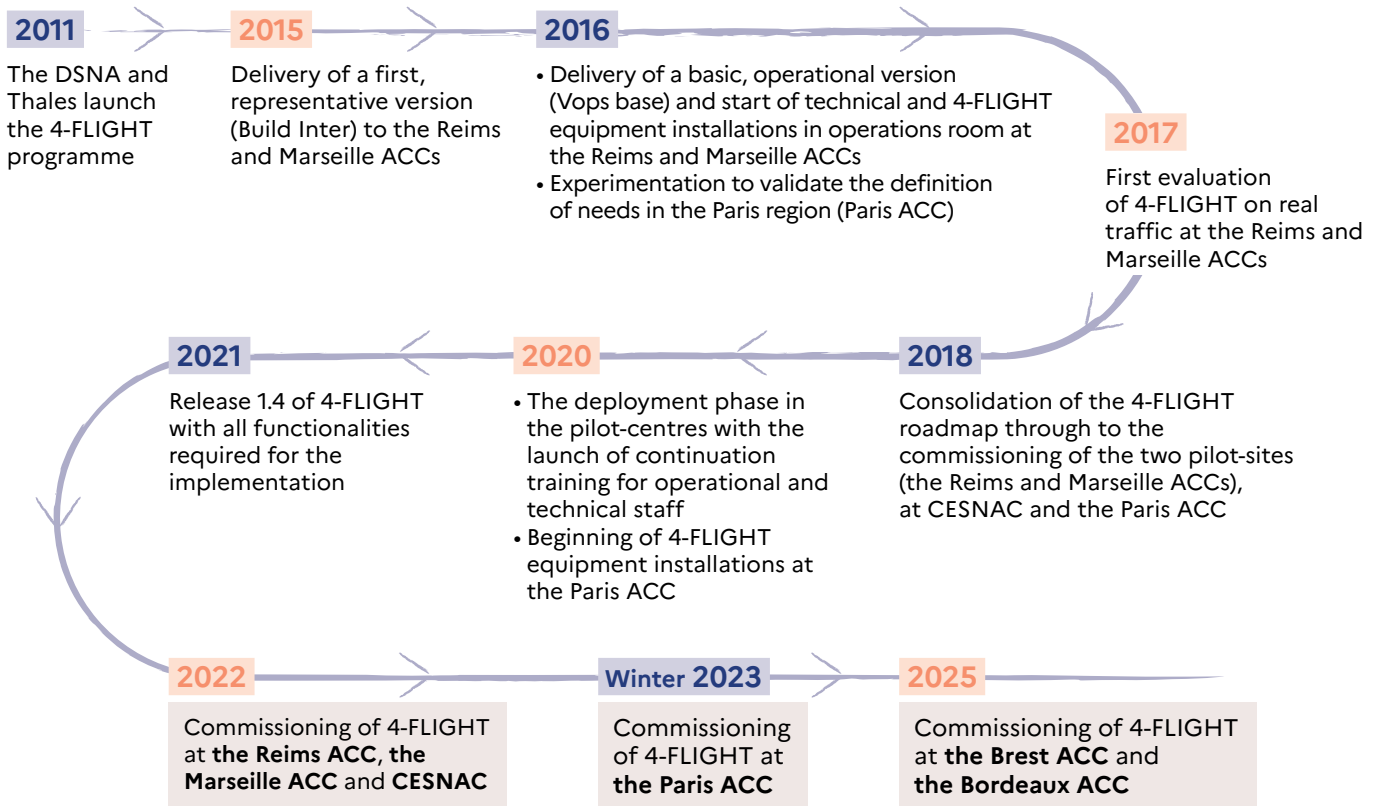 2011
The DSNA and
Thales launch
the 4-FLIGHT
programme
2015
Delivery of a first,
representative version
(Build Inter) to the Reims
and Marseille ACCs
2016
• Delivery of a basic, operational version
(Vops base) and start of technical and 4-FLIGHT
equipment installations in operations room at
the Reims and Marseille ACCs
• Experimentation to validate the definition
of needs in the Paris region (Paris ACC)
2017
First evaluation
of 4-FLIGHT on real
traffic at the Reims and
Marseille ACCs
2018
Consolidation of the 4-FLIGHT
roadmap through to the
commissioning of the two pilot-sites
(the Reims and Marseille ACCs),
at CESNAC and the Paris ACC
2020
• The deployment phase in
the pilot-centres with the
launch of continuation
training for operational and
technical staff
• Beginning of 4-FLIGHT
equipment installations at
the Paris ACC
2021
Release 1.4 of 4-FLIGHT
with all functionalities
required for the
implementation
2022
Commissioning of 4-FLIGHT
at the Reims ACC, the
Marseille ACC and CESNAC
Winter 2023
Commissioning
of 4-FLIGHT at
the Paris ACC
2025
Commissioning of 4-FLIGHT
at the Brest ACC and
the Bordeaux ACC